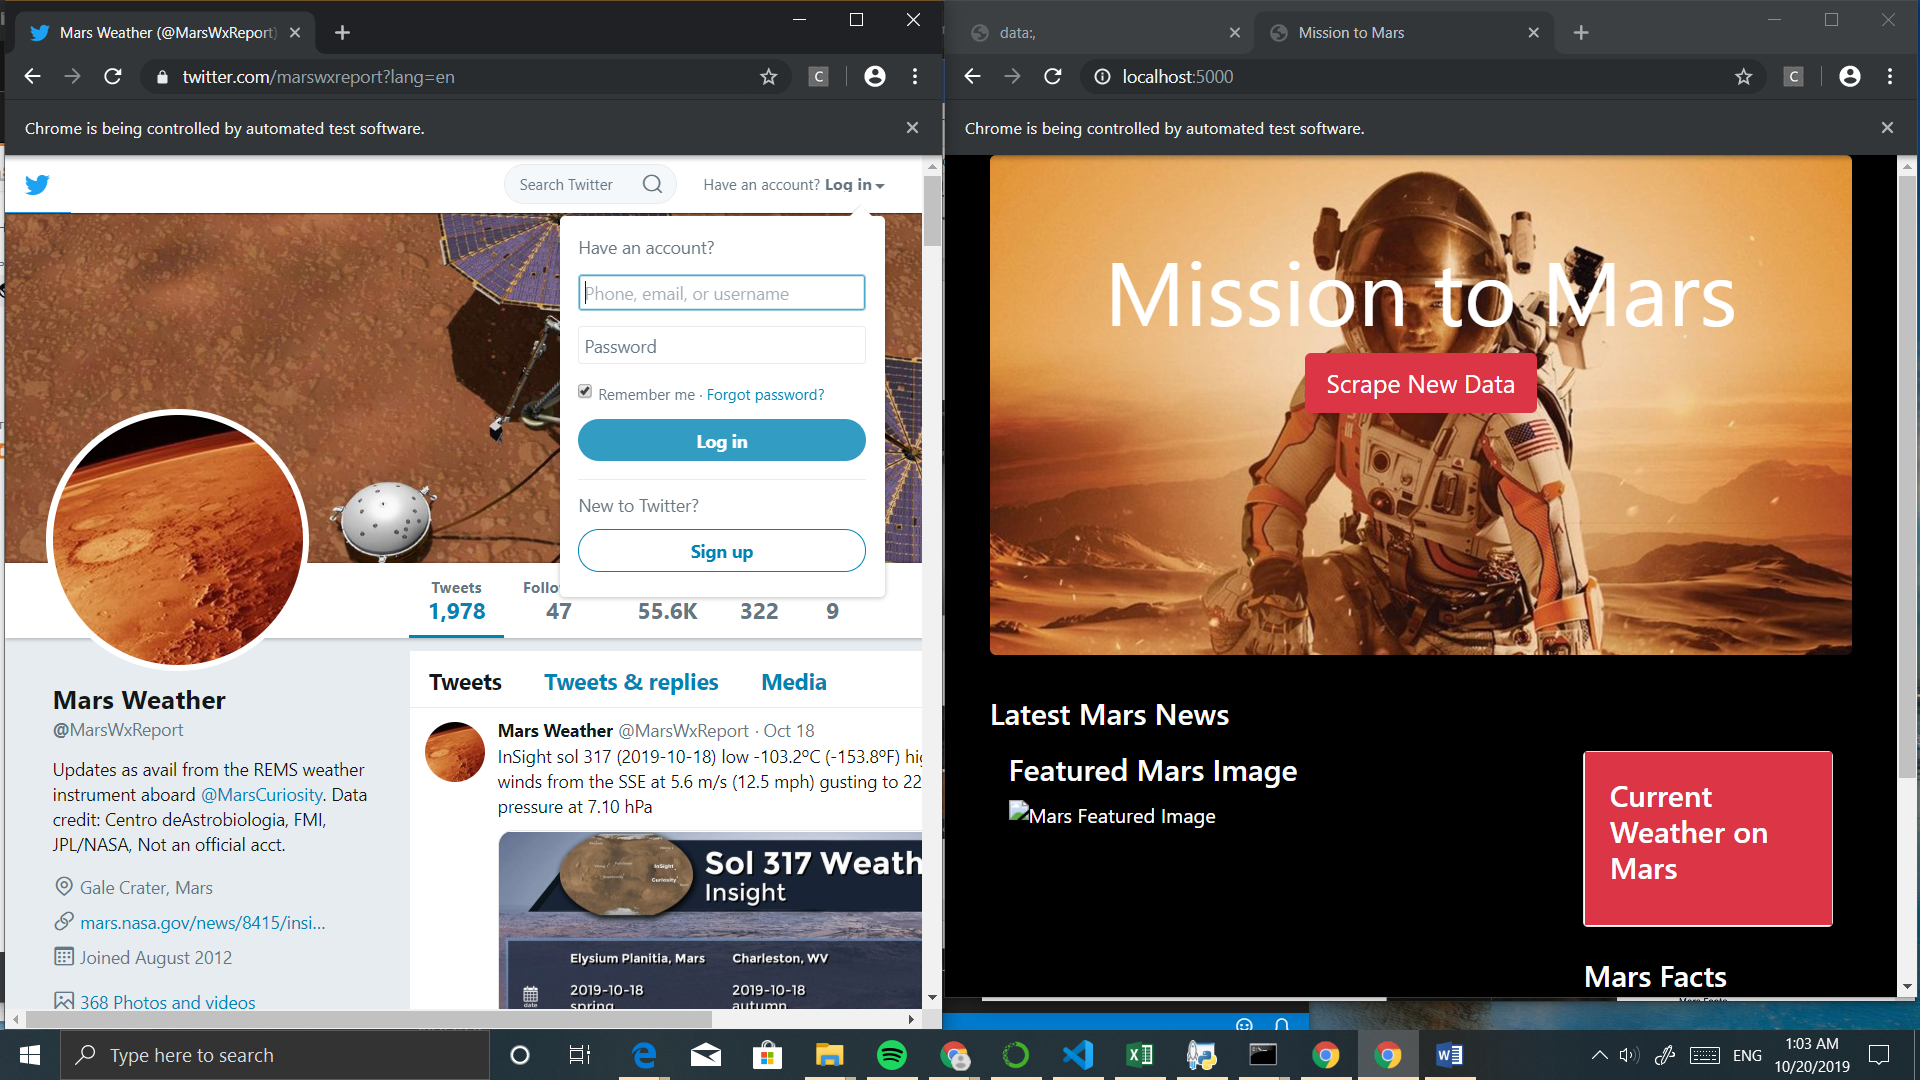 Mars Weather (@MarsWxReport)
twitter.com/marswxreport?lang=en
C
Chrome is being controlled by automated test software.
Search Twitter
Have an account? Log in
Have an account?
Phone, email, or username
Password
Remember me · Forgot password?
Log in
New to Twitter?
Sign up
Tweets
1,978
Follo
47
55.6K
322
9
Mars Weather
@MarsWxReport
Updates as avail from the REMS weather
instrument aboard @MarsCuriosity. Data
credit: Centro deAstrobiologia, FMI,
JPL/NASA, Not an official acct.
Gale Crater, Mars
mars.nasa.gov/news/8415/insi...
Joined August 2012
368 Photos and videos
Tweets Tweets & replies Media
Mars Weather @MarsWxReport · Oct 18
InSight sol 317 (2019-10-18) low -103.2ºC (-153.8ºF) hig
winds from the SSE at 5.6 m/s (12.5 mph) gusting to 22
pressure at 7.10 hPa
Sol 317 Weath
Insight
InSight
Curiosity
Elysium Planitia, Mars Charleston, WV
date
2019-10-18 2019-10-18
spring autumn
data:,
Mission to Mars
localhost:5000
C
Chrome is being controlled by automated test software.
Mission to Mars
Scrape New Data
Latest Mars News
Featured Mars Image
Mars Featured Image
Current
Weather on
Mars
Mars Facts
Type here to search
ENG
1:03 AM
10/20/2019